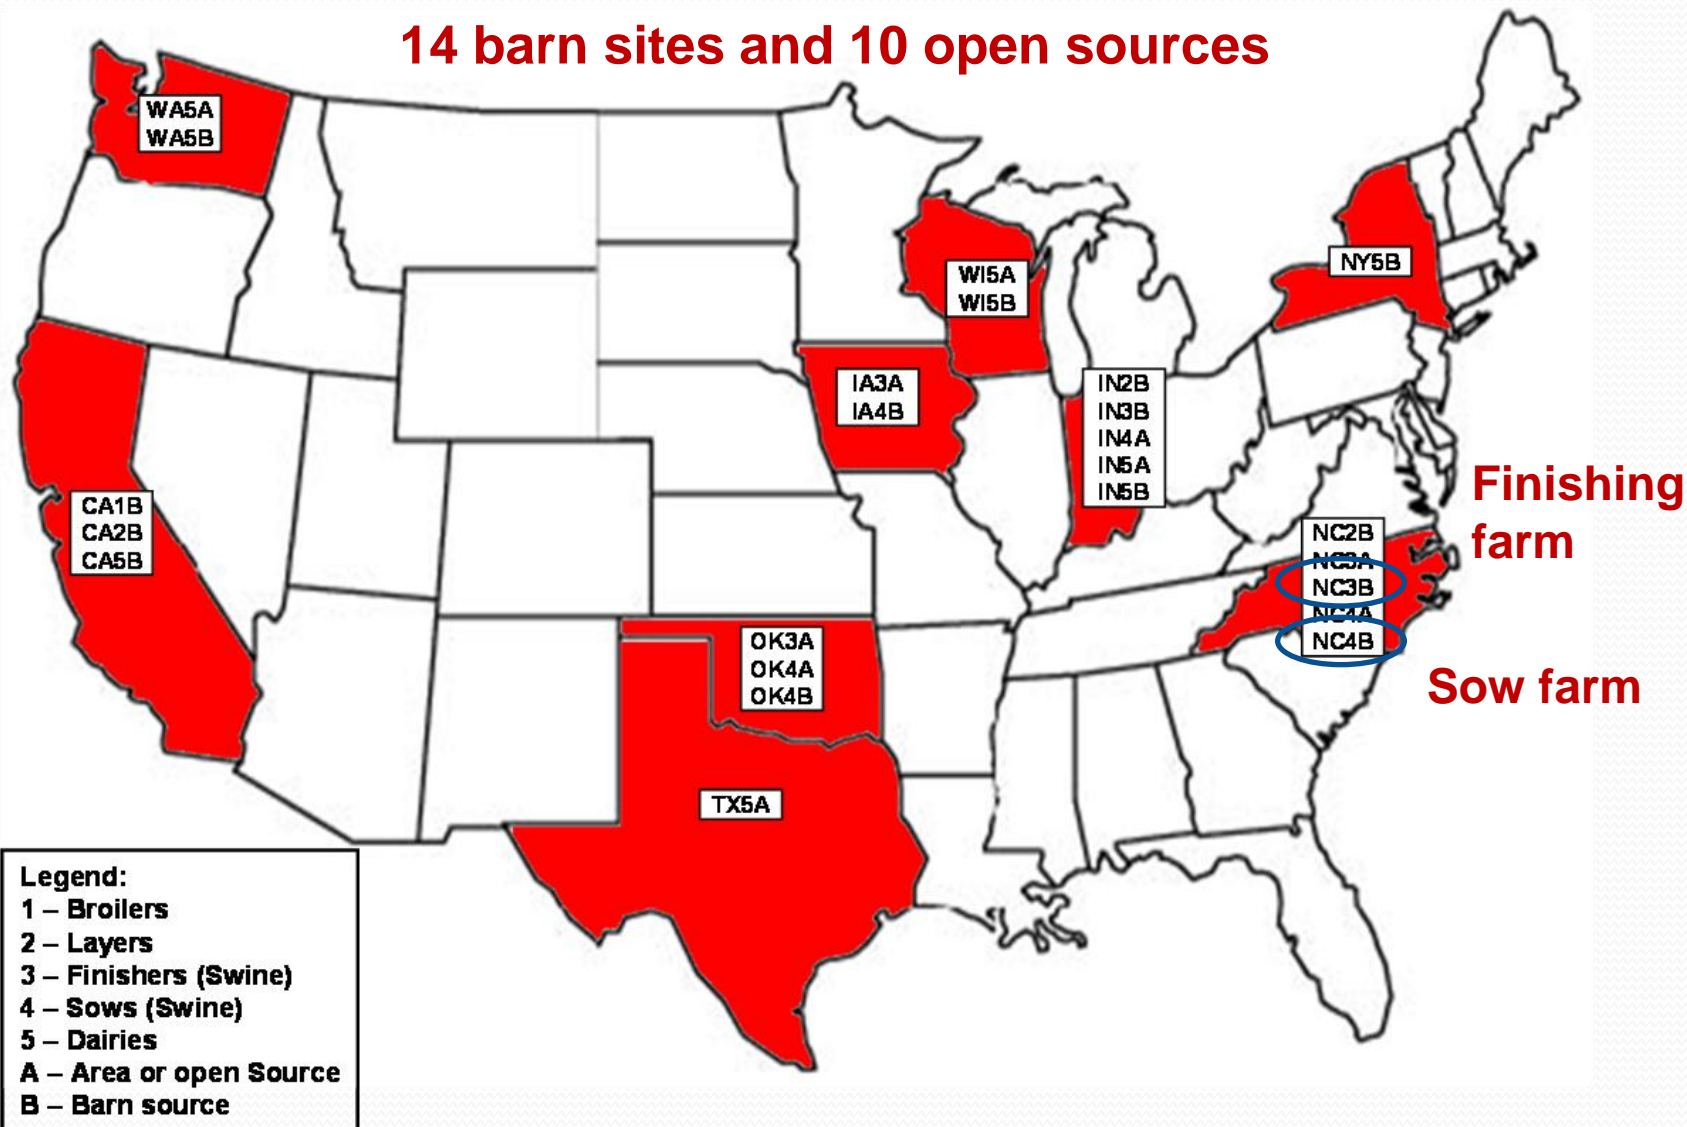 14 barn sites and 10 open sources
WA5A
WA5B
WI5A
WI5B
NY5B
IA3A
IA4B
IN2B
IN3B
IN4A
IN5A
IN5B
CA1B
CA2B
CA5B
Finishing
farm
NC2B
NC3A
NC3B
NC4A
NC4B
Sow farm
OK3A
OK4A
OK4B
TX5A
Legend:
1 – Broilers
2 – Layers
3 – Finishers (Swine)
4 – Sows (Swine)
5 – Dairies
A – Area or open Source
B – Barn source